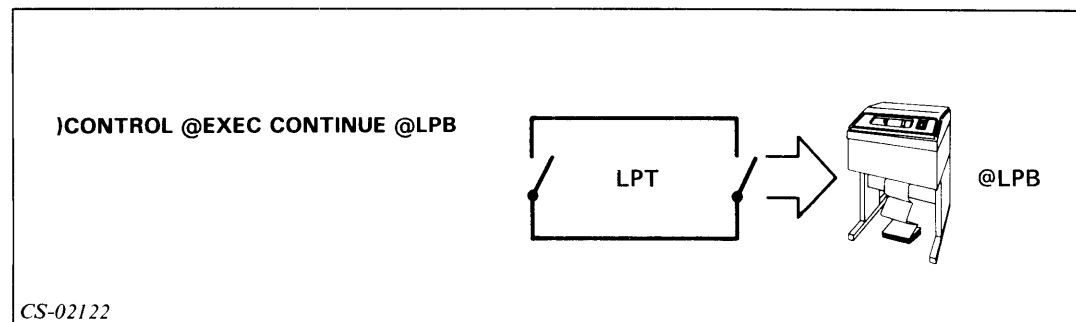 )CONTROL @EXEC CONTINUE @LPB
LPT
@LPB
CS-02122